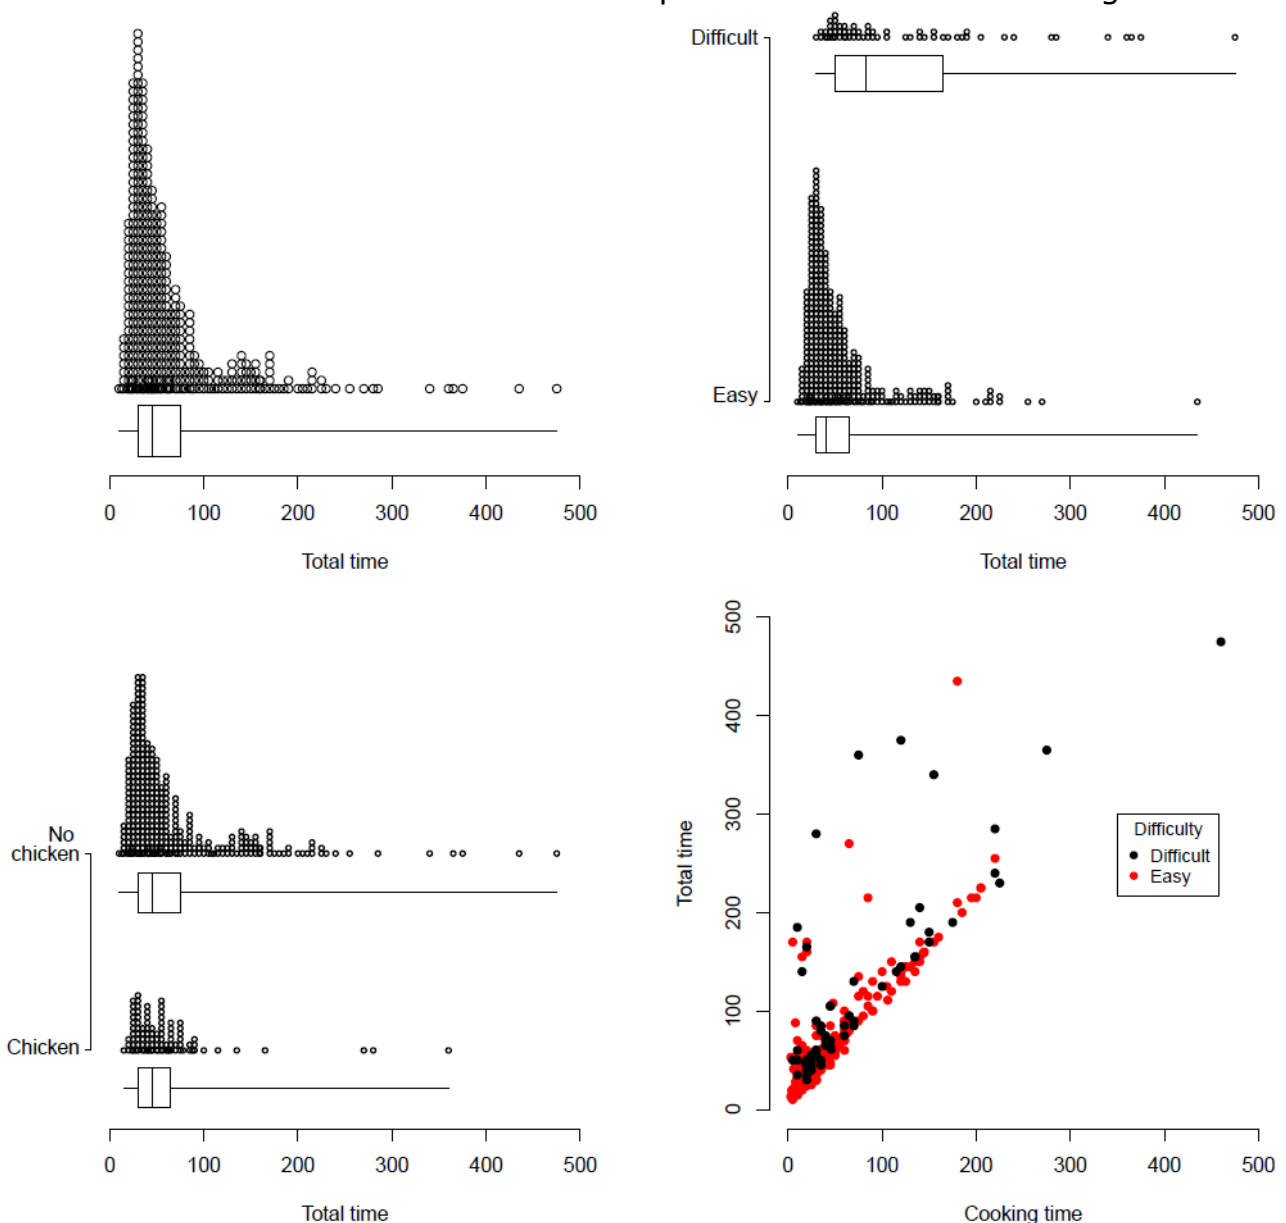 Difficult
Easy
0 100 200 300 400 500
Total time
0 100 200 300 400 500
Total time
No
chicken
Chicken
0 100 200 300 400 500
Total time
500
400
300
200
100
0
Total time
Difficulty
Difficult
Easy
0 100 200 300 400 500
Cooking time